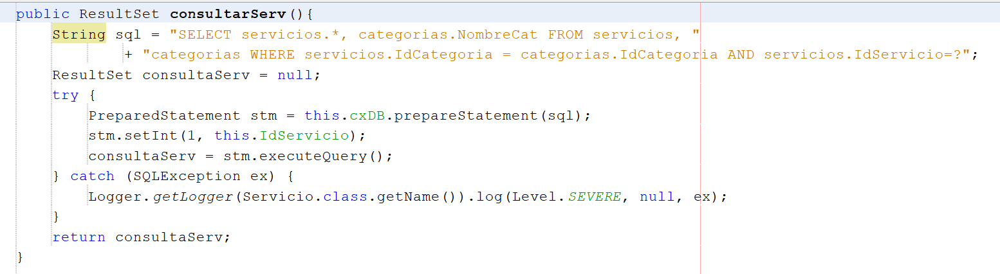 public ResultSet consultarServ(){
String sql = "SELECT servicios.*, categorias.NombreCat FROM servicios, "
+ "categorias WHERE servicios.IdCategoria = categorias.IdCategoria AND servicios.IdServicio=?";
ResultSet consultaServ = null;
try {
PreparedStatement stm = this.cxDB.prepareStatement(sql);
stm.setInt(1, this.IdServicio);
consultaServ = stm.executeQuery();
} catch (SQLException ex) {
Logger.getLogger(Servicio.class.getName()).log(Level.SEVERE, null, ex);
}
return consultaServ;
}